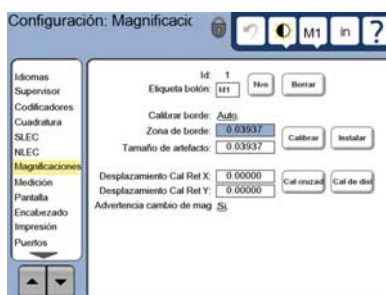 Configuración: Magnificacic
M1
in
?
Idiomas
Supervisor
Codificadores
Cuadratura
SLEC
NLEC
Magnificaciones
Medición
Pantalla
Encabezado
Impresión
Puertos
Id: 1
Etiqueta botón: M1
Nvo
Borrar
Calibrar borde: Auto.
Zona de borde: 0.03937
Tamaño de artefacto: 0.03937
Calibrar
Instalar
Desplazamiento Cal Ret X: 0.00000
Desplazamiento Cal Ret Y: 0.00000
Cal cruzad
Cal de dist
Advertencia cambio de mag Si.